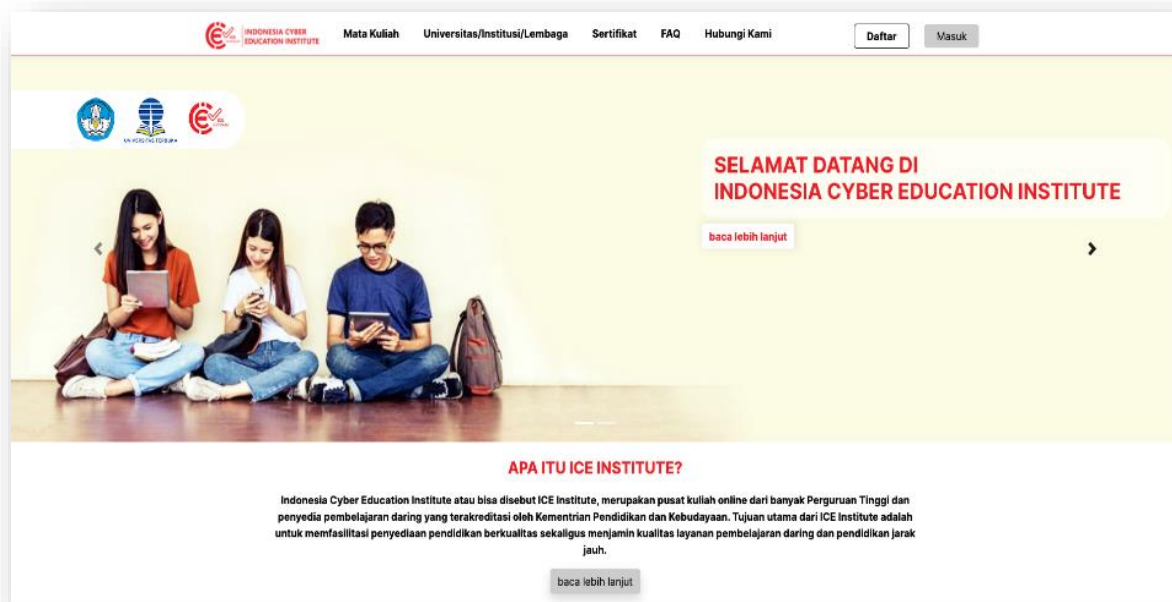 INDONESIA CYBER
EDUCATION INSTITUTE
Mata Kuliah
Universitas/Institusi/Lembaga
Sertifikat
FAQ
Hubungi Kami
Daftar
Masuk
UNIVERSITAS TERBUKA
SELAMAT DATANG DI
INDONESIA CYBER EDUCATION INSTITUTE
baca lebih lanjut
APA ITU ICE INSTITUTE?
Indonesia Cyber Education Institute atau bisa disebut ICE Institute, merupakan pusat kuliah online dari banyak Perguruan Tinggi dan
penyedia pembelajaran daring yang terakreditasi oleh Kementrian Pendidikan dan Kebudayaan. Tujuan utama dari ICE Institute adalah
untuk memfasilitasi penyediaan pendidikan berkualitas sekaligus menjamin kualitas layanan pembelajaran daring dan pendidikan jarak
jauh.
baca lebih lanjut